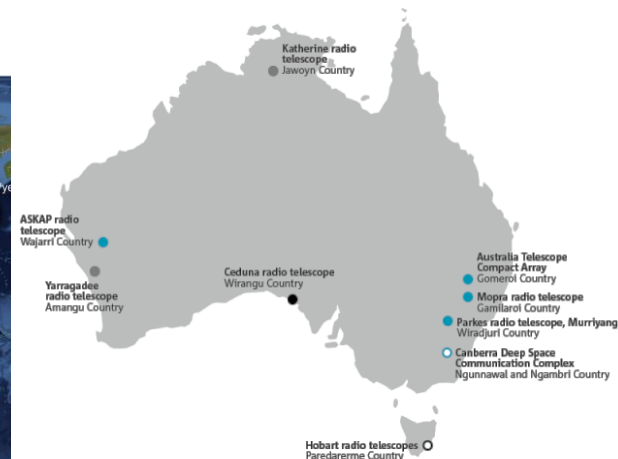 Katherine radio
telescope
Jawoyn Country
ASKAP radio
telescope
Wajarri Country
Yarragadee
radio telescope
Amangu Country
Ceduna radio telescope
Wirangu Country
Australia Telescope
Compact Array
Gomeroi Country
Mopra radio telescope
Gamilaroi Country
Parkes radio telescope, Murriyang
Wiradjuri Country
Canberra Deep Space
Communication Complex
Ngunnawal and Ngambri Country
Hobart radio telescopes
Paredarerme Country